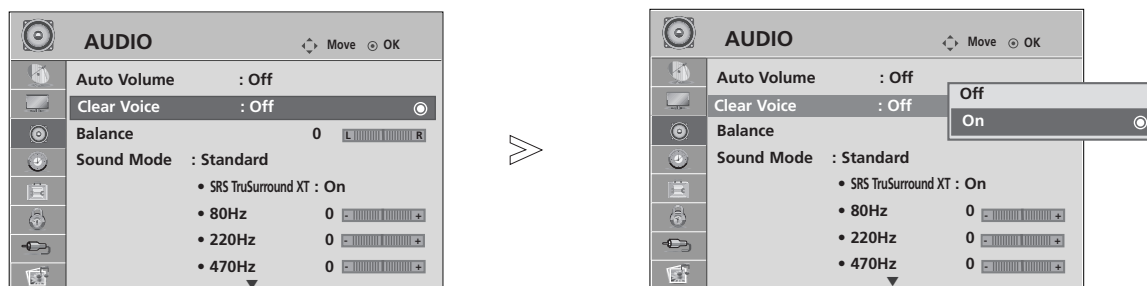 AUDIO
Move OK
Auto Volume : Off
Clear Voice : Off
Balance 0 L R
Sound Mode : Standard
• SRS TruSurround XT : On
• 80Hz 0 - +
• 220Hz 0 - +
• 470Hz 0 - +
AUDIO
Move OK
Auto Volume : Off
Clear Voice : Off
Off
On
Balance
Sound Mode : Standard
• SRS TruSurround XT : On
• 80Hz 0 - +
• 220Hz 0 - +
• 470Hz 0 - +